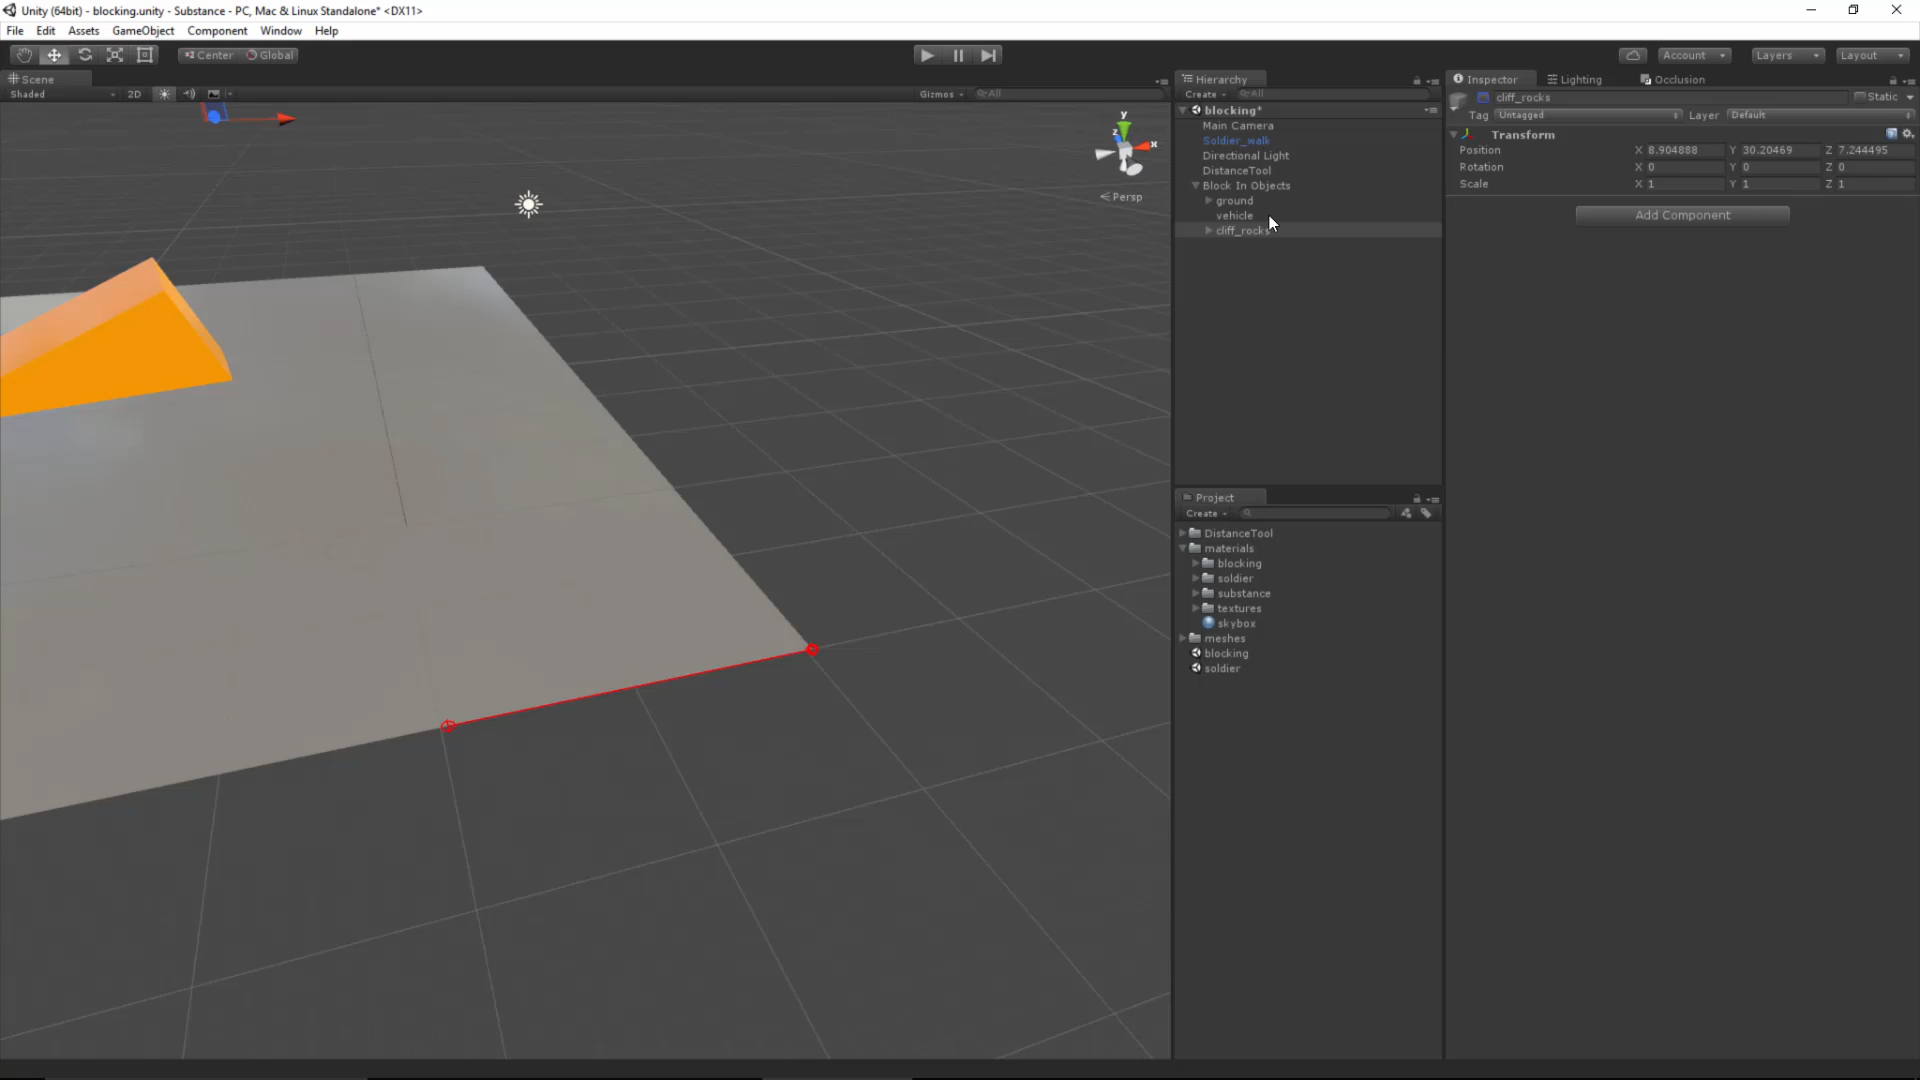 Unity (64bit) - blocking.unity - Substance - PC, Mac & Linux Standalone* <DX11>
File Edit Assets GameObject Component Window Help
Center Global Account Layers Layout
Scene
Shaded 2D Gizmos All
y
z
x
Persp
Hierarchy
Create All
blocking*
Main Camera
Soldier_walk
Directional Light
DistanceTool
Block In Objects
ground
vehicle
cliff_rocks
Project
Create
DistanceTool
materials
blocking
soldier
substance
textures
skybox
meshes
blocking
soldier
Inspector Lighting Occlusion
cliff_rocks Static
Tag Untagged Layer Default
Transform
Position X 8.904888 Y 30.20469 Z 7.244495
Rotation X 0 Y 0 Z 0
Scale X 1 Y 1 Z 1
Add Component